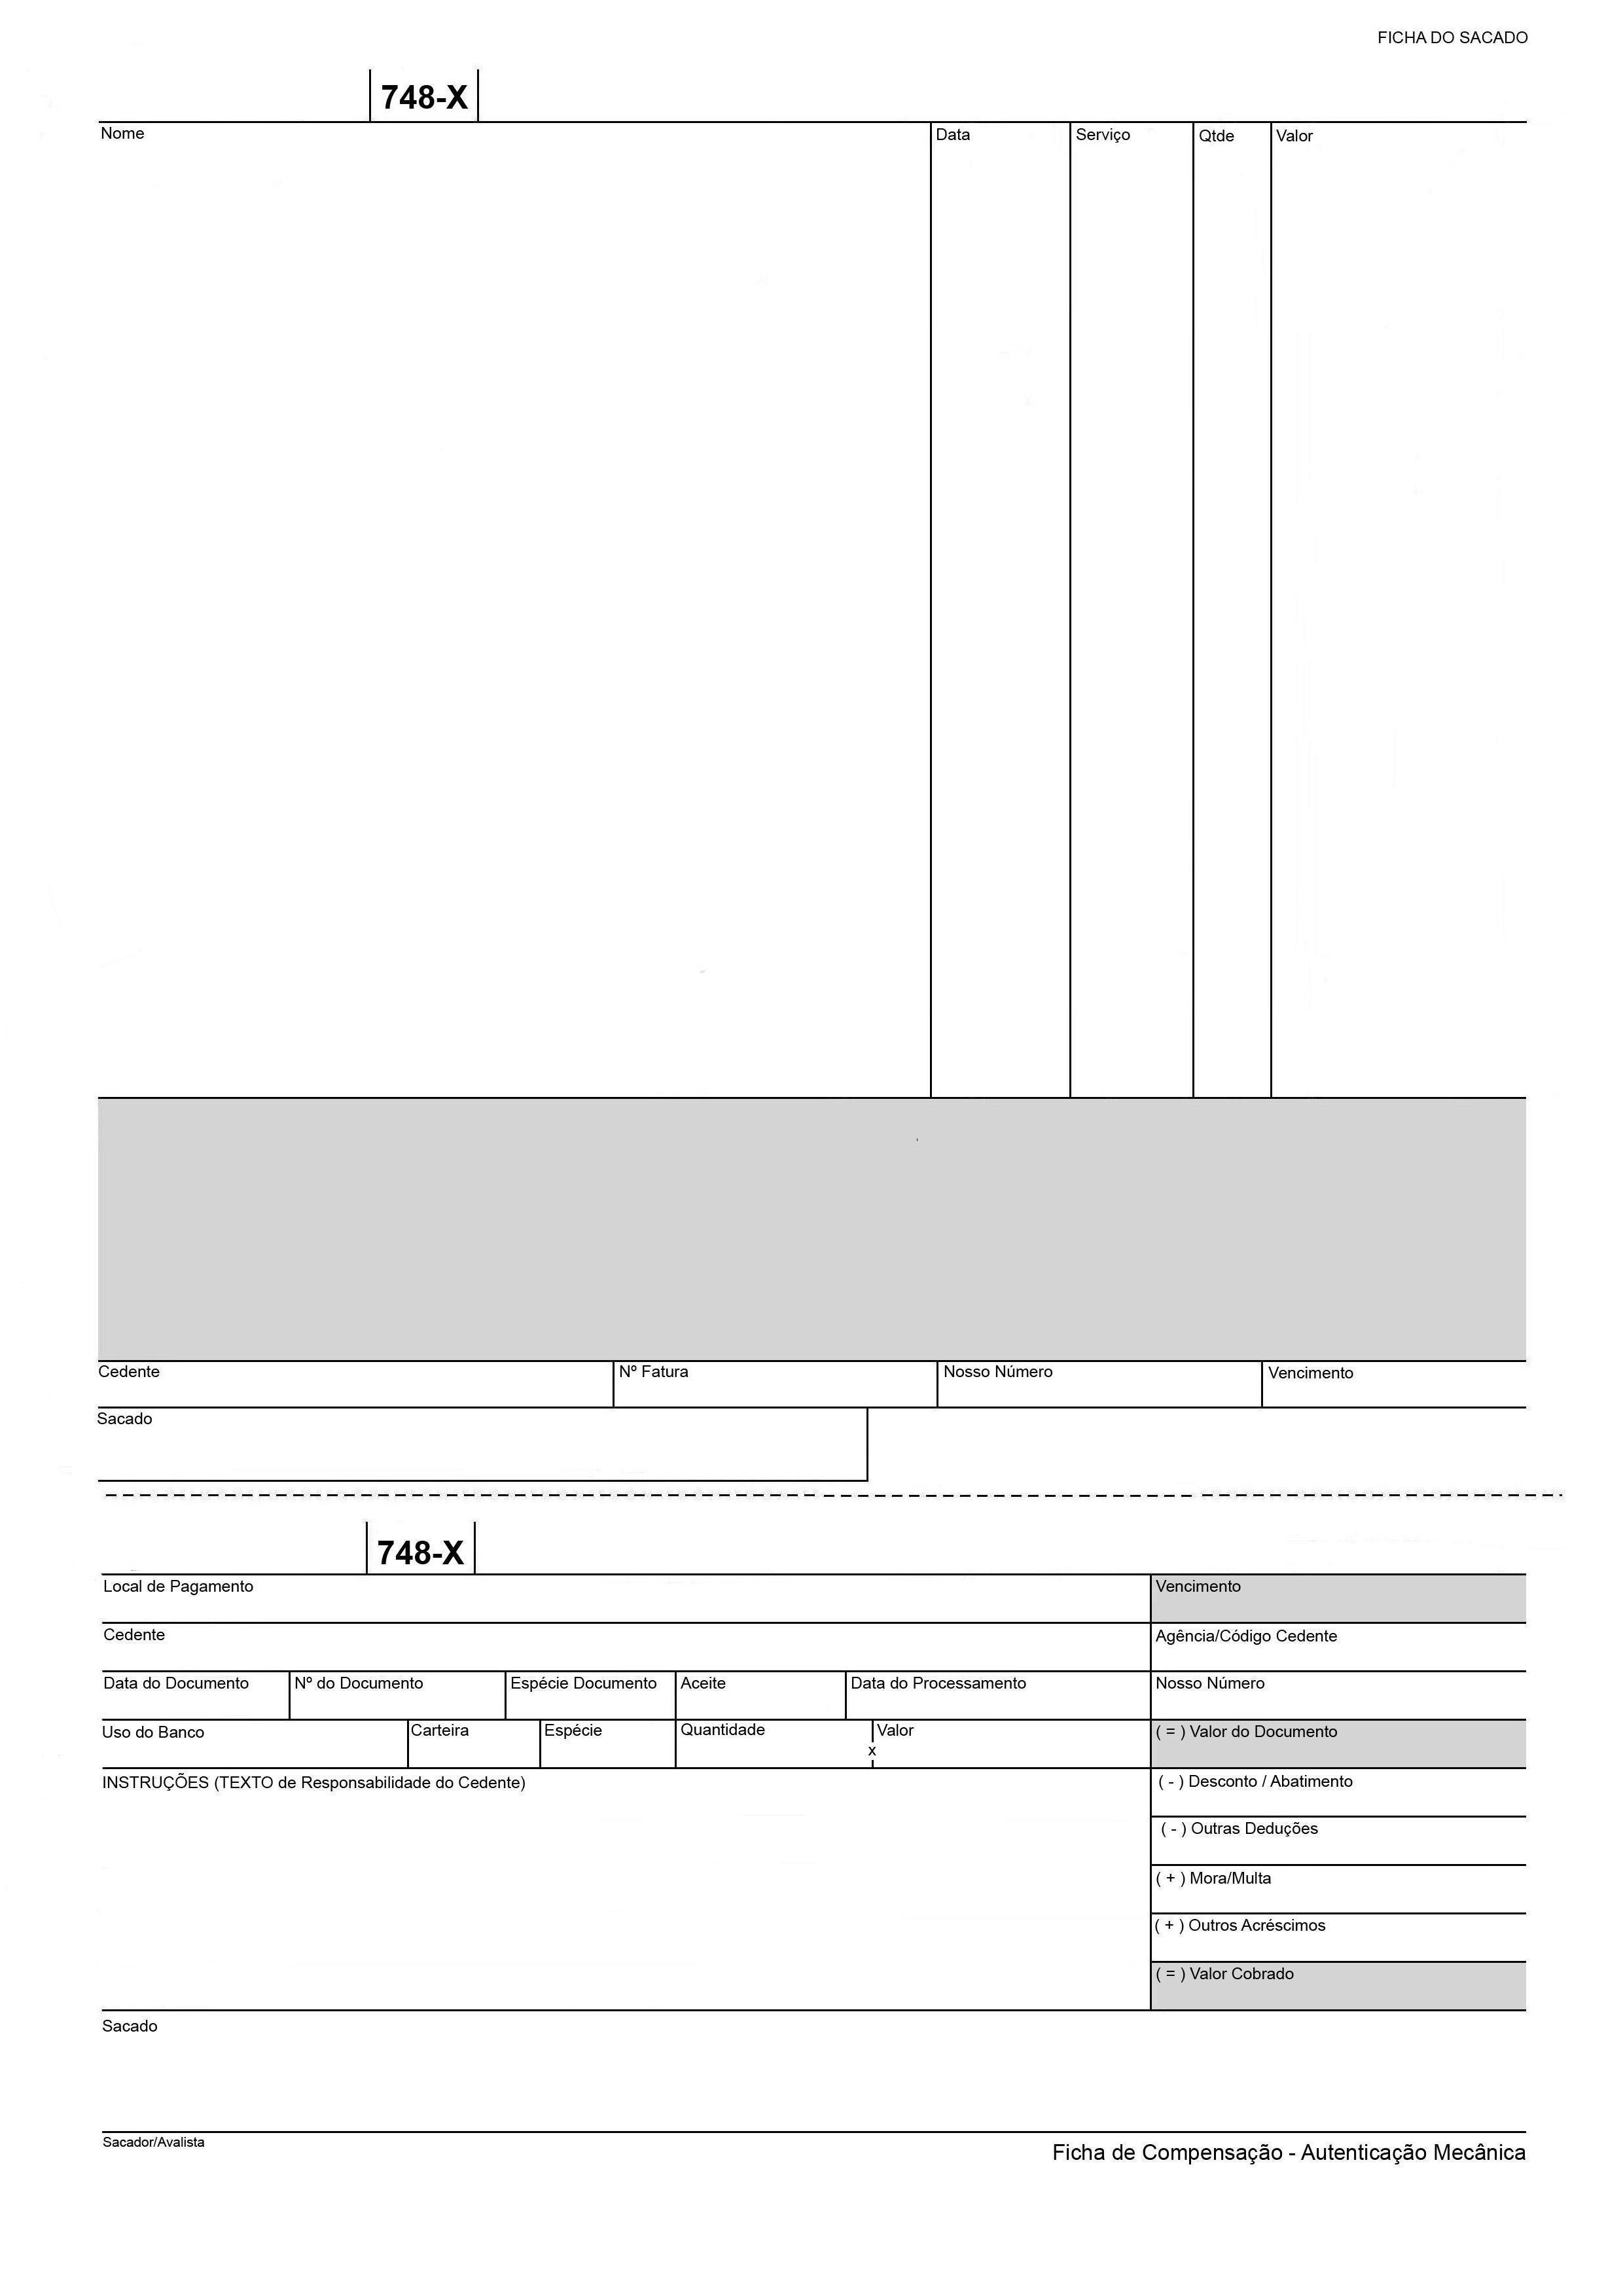 FICHA DO SACADO
748-X
Nome Data Serviço Qtde Valor
Cedente Nº Fatura Nosso Número Vencimento
Sacado
748-X
Local de Pagamento Vencimento
Cedente Agência/Código Cedente
Data do Documento Nº do Documento Espécie Documento Aceite Data do Processamento Nosso Número
Uso do Banco Carteira Espécie Quantidade Valor ( = ) Valor do Documento
x
INSTRUÇÕES (TEXTO de Responsabilidade do Cedente) ( - ) Desconto / Abatimento
( - ) Outras Deduções
( + ) Mora/Multa
( + ) Outros Acréscimos
( = ) Valor Cobrado
Sacado
Sacador/Avalista Ficha de Compensação - Autenticação Mecânica